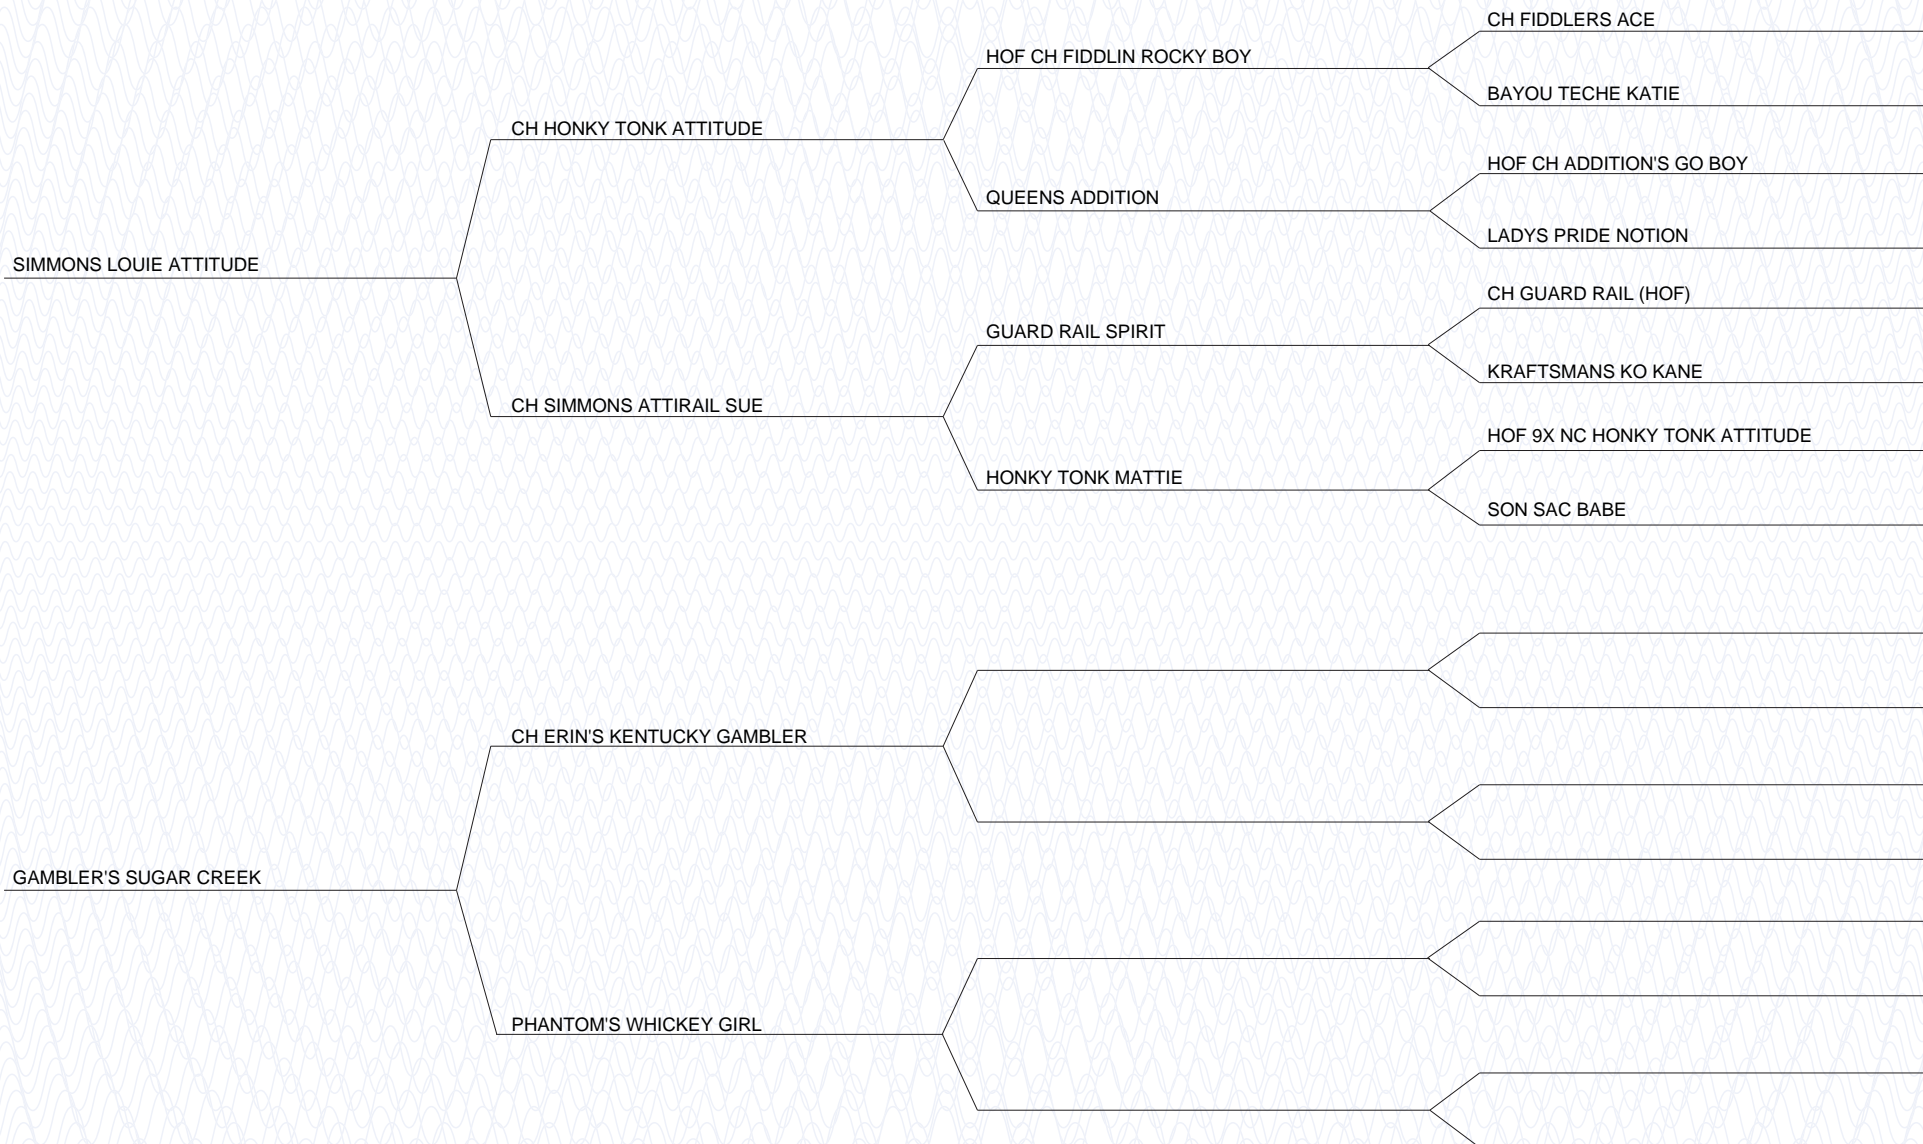 CH FIDDLERS ACE
HOF CH FIDDLIN ROCKY BOY
BAYOU TECHE KATIE
CH HONKY TONK ATTITUDE
HOF CH ADDITION'S GO BOY
QUEENS ADDITION
LADYS PRIDE NOTION
SIMMONS LOUIE ATTITUDE
CH GUARD RAIL (HOF)
GUARD RAIL SPIRIT
KRAFTSMANS KO KANE
CH SIMMONS ATTIRAIL SUE
HOF 9X NC HONKY TONK ATTITUDE
HONKY TONK MATTIE
SON SAC BABE
CH ERIN'S KENTUCKY GAMBLER
GAMBLER'S SUGAR CREEK
PHANTOM'S WHICKEY GIRL